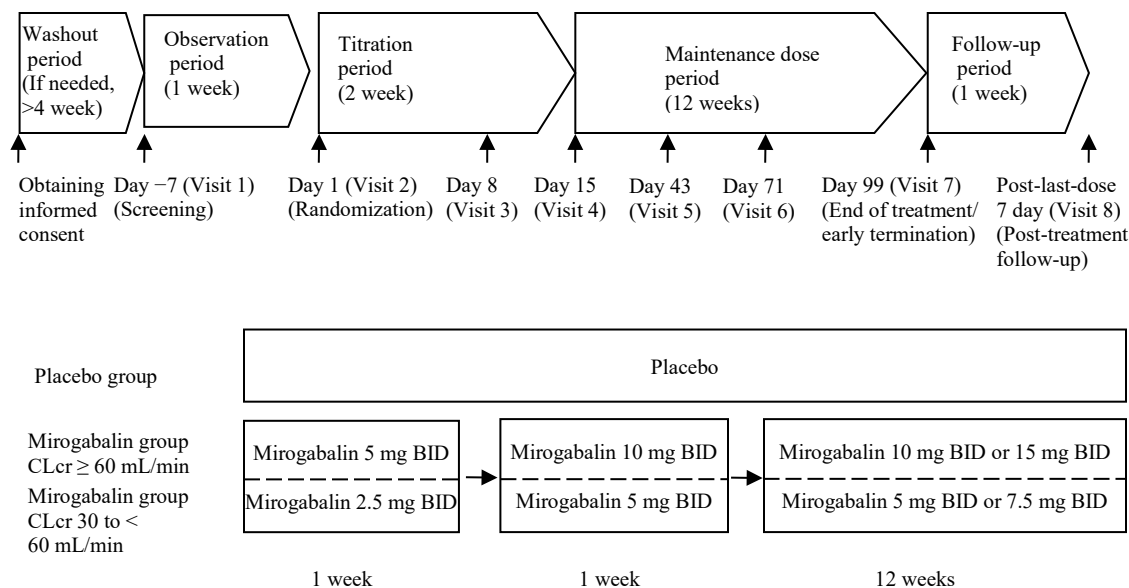 Washout
period
(If needed,
>4 week)
Observation
period
(1 week)
Titration
period
(2 week)
Maintenance dose
period
(12 weeks)
Follow-up
period
(1 week)
Obtaining
informed
consent
Day −7 (Visit 1)
(Screening)
Day 1 (Visit 2)
(Randomization)
Day 8
(Visit 3)
Day 15
(Visit 4)
Day 43
(Visit 5)
Day 71
(Visit 6)
Day 99 (Visit 7)
(End of treatment/
early termination)
Post-last-dose
7 day (Visit 8)
(Post-treatment
follow-up)
Placebo group
Placebo
Mirogabalin group
CLcr ≥ 60 mL/min
Mirogabalin 5 mg BID
Mirogabalin 10 mg BID
Mirogabalin 10 mg BID or 15 mg BID
Mirogabalin group
CLcr 30 to <
60 mL/min
Mirogabalin 2.5 mg BID
Mirogabalin 5 mg BID
Mirogabalin 5 mg BID or 7.5 mg BID
1 week
1 week
12 weeks